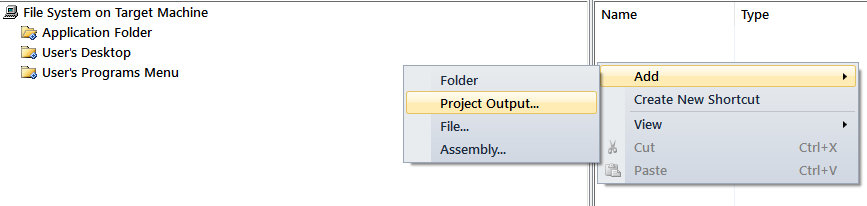 File System on Target Machine
Application Folder
User's Desktop
User's Programs Menu
Name Type
Add
Create New Shortcut
View
Cut Ctrl+X
Paste Ctrl+V
Folder
Project Output...
File...
Assembly...